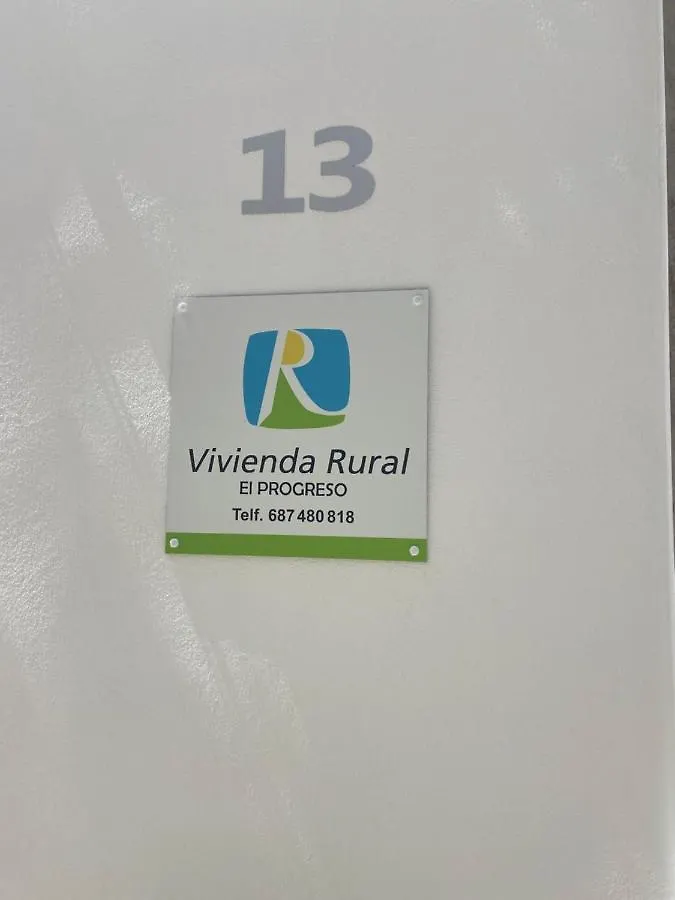 13
R
Vivienda Rural
El PROGRESO
Telf. 687 480 818